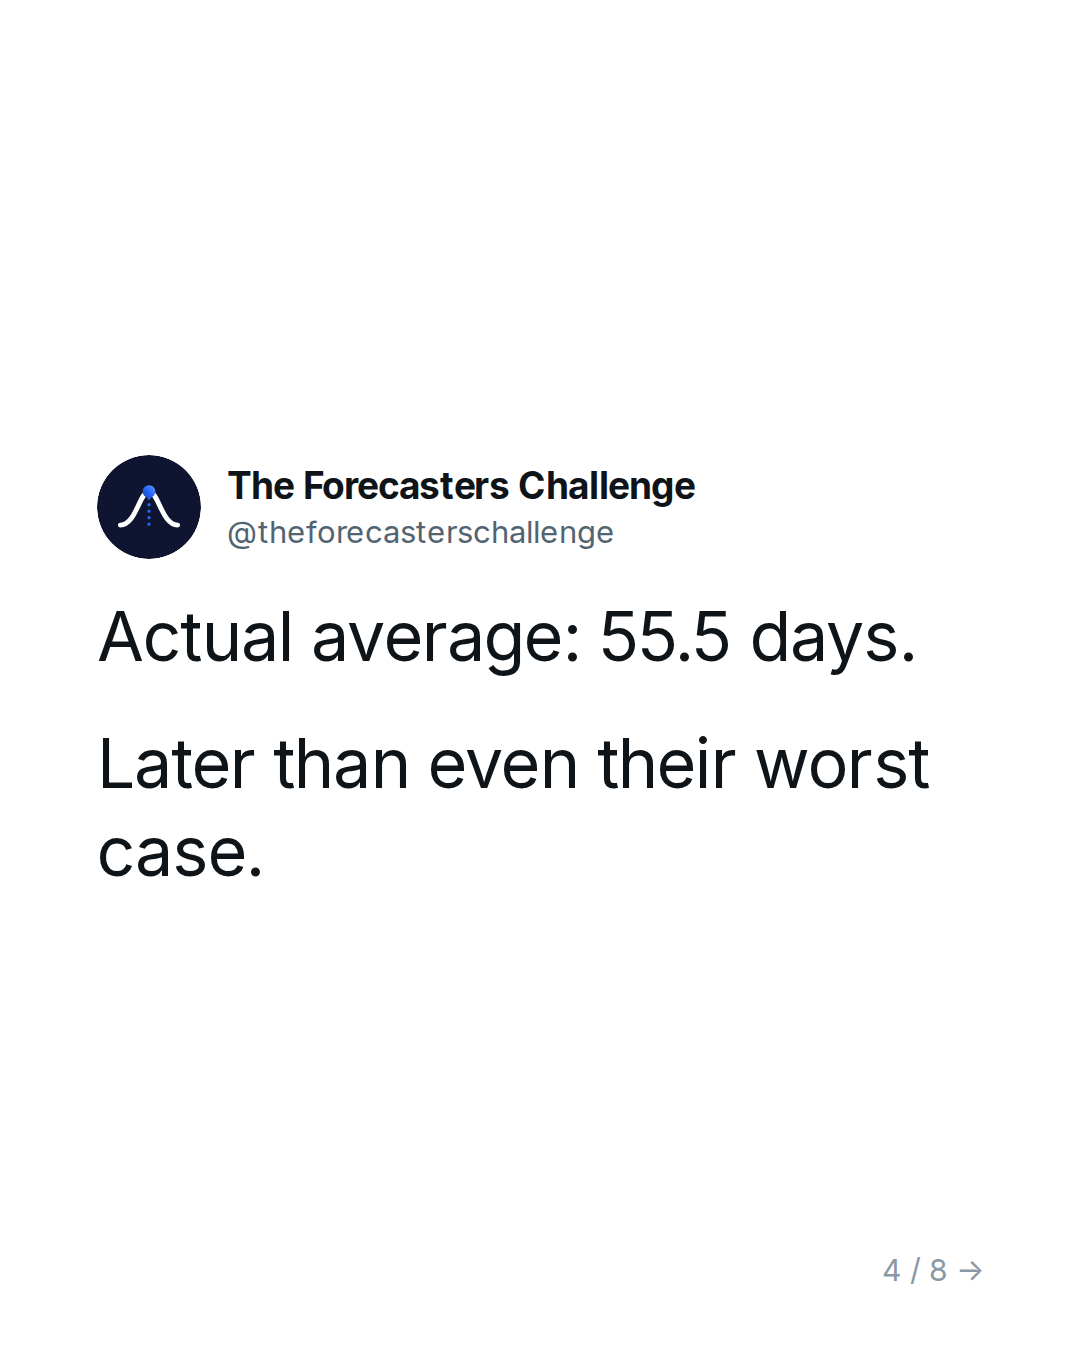 The Forecasters Challenge
@theforecasterschallenge
Actual average: 55.5 days.
Later than even their worst
case.
4 / 8 →